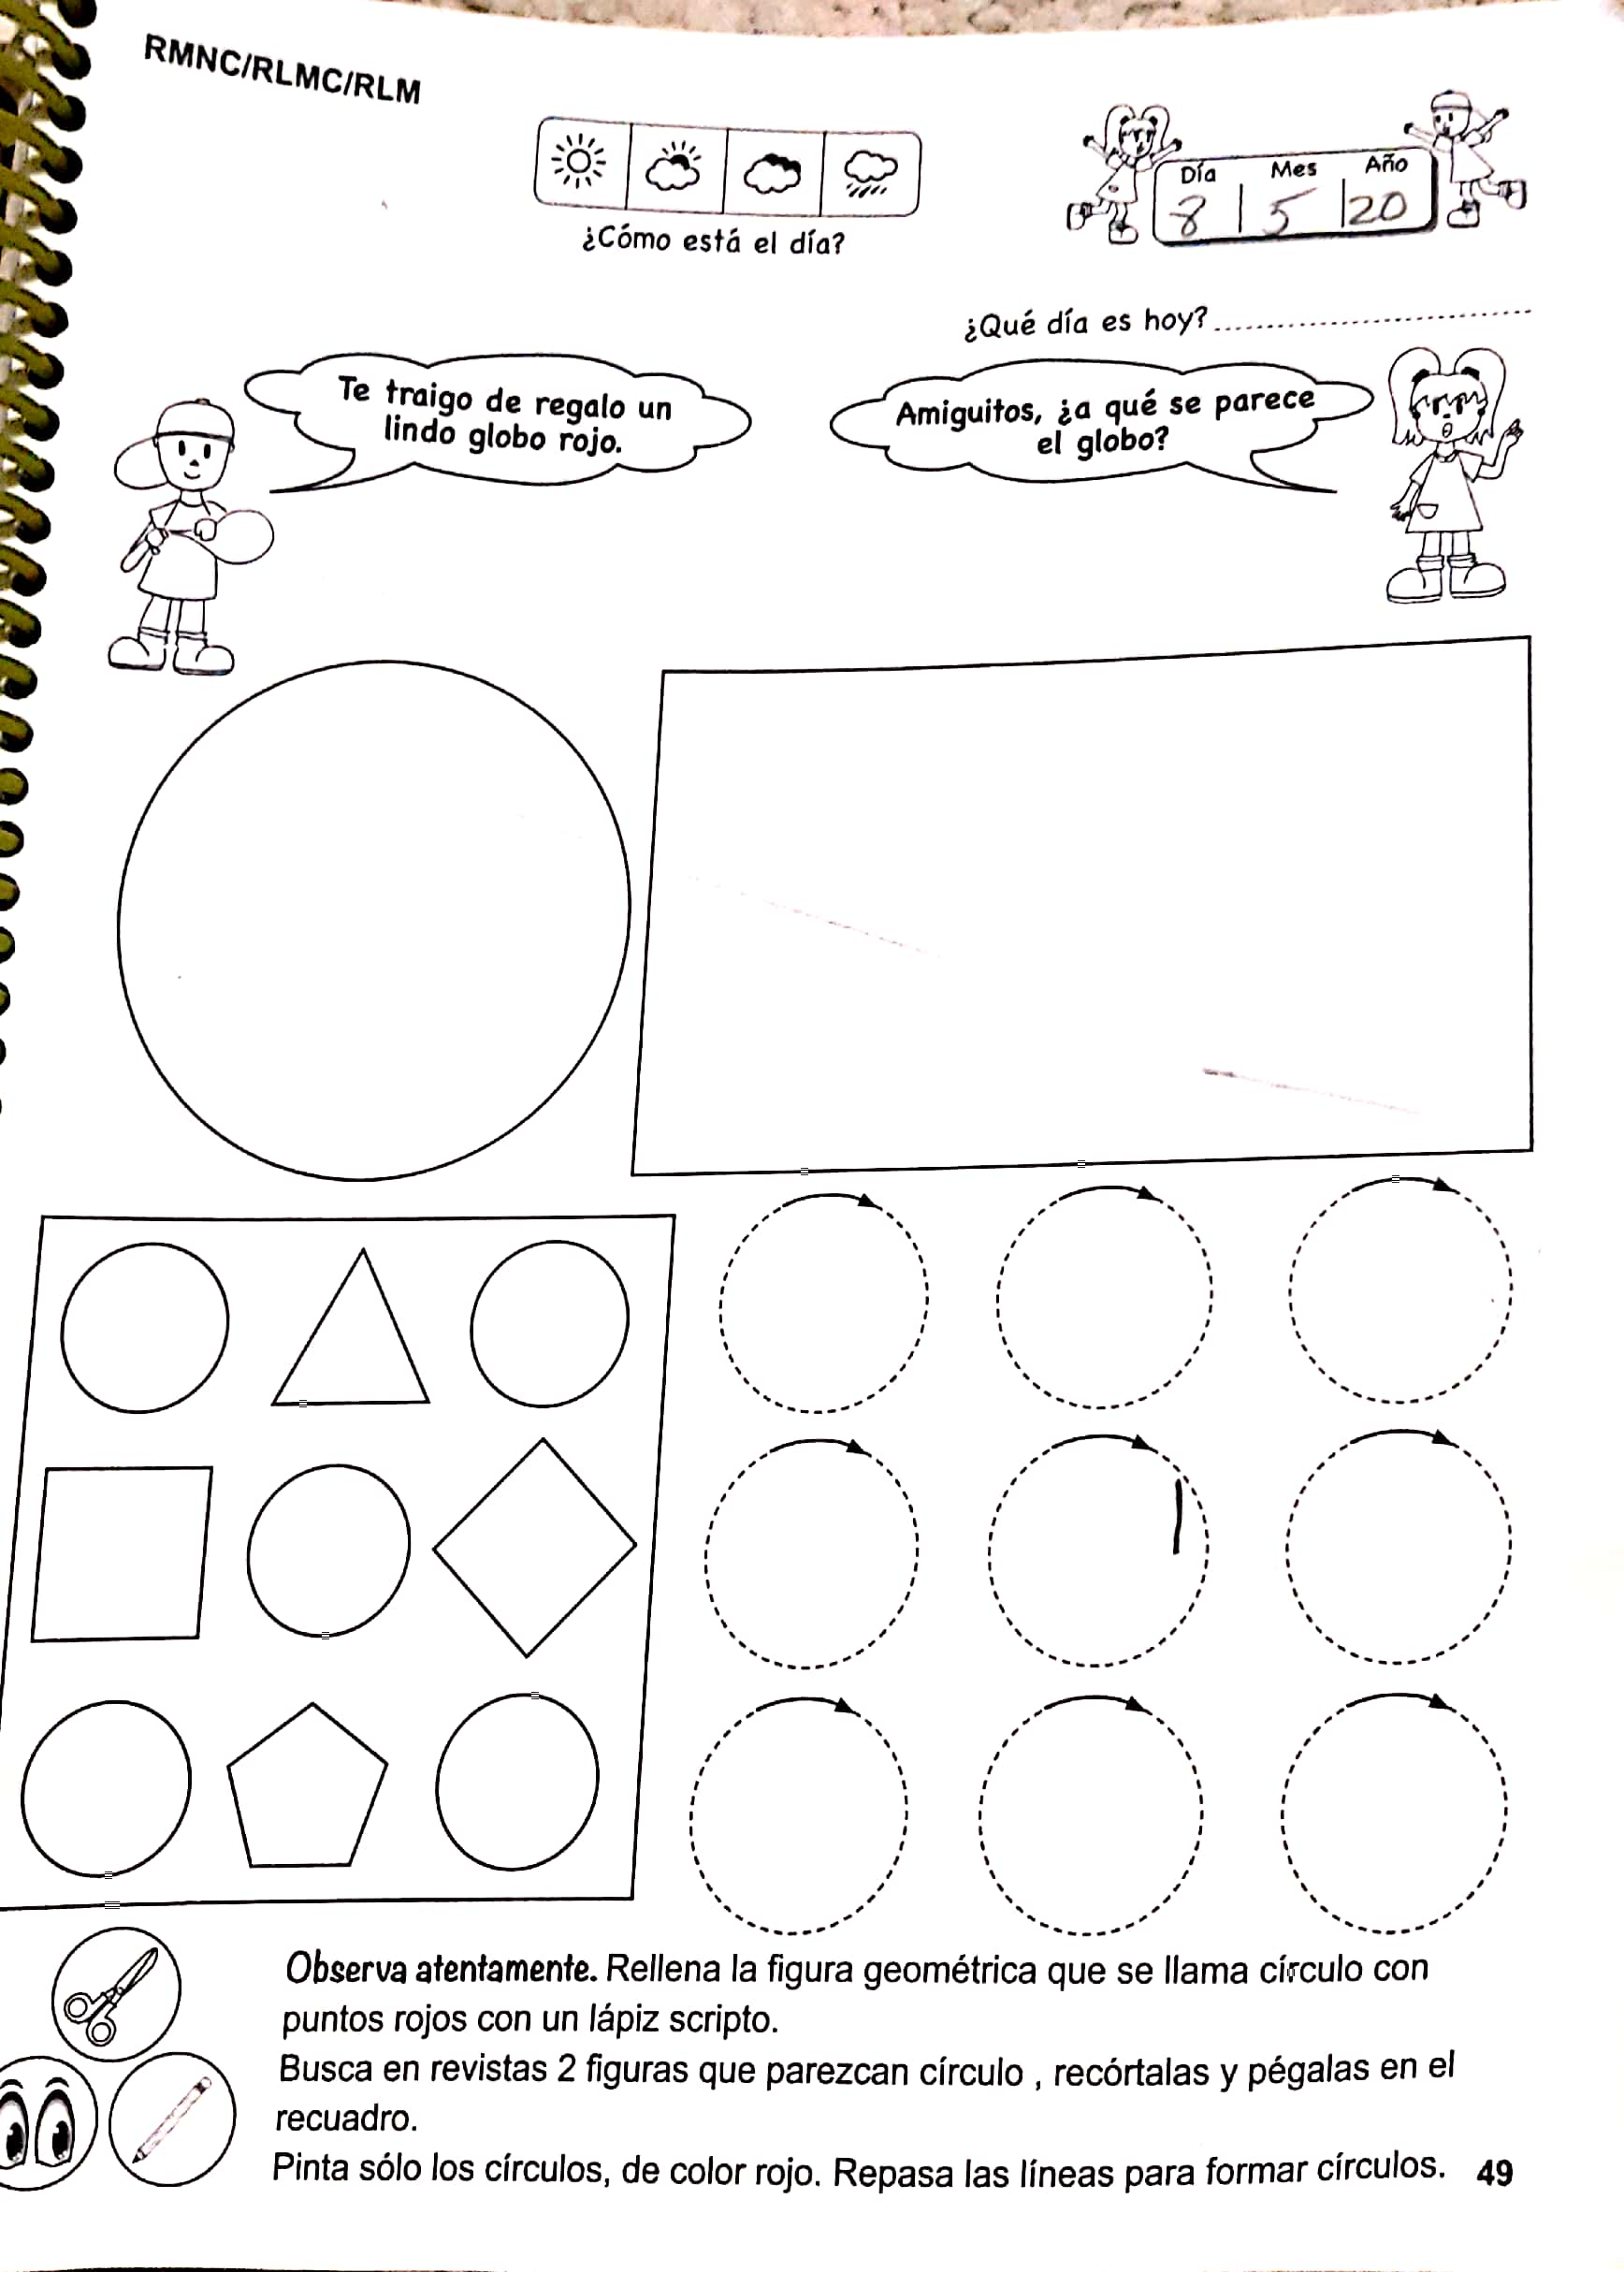 RMNC/RLMC/RLM
¿Cómo está el día?
Día Mes Año
8 5 20
¿Qué día es hoy?
Te traigo de regalo un
lindo globo rojo.
Amiguitos, ¿a qué se parece
el globo?
Observa atentamente. Rellena la figura geométrica que se llama círculo con
puntos rojos con un lápiz scripto.
Busca en revistas 2 figuras que parezcan círculo , recórtalas y pégalas en el
recuadro.
Pinta sólo los círculos, de color rojo. Repasa las líneas para formar círculos. 49